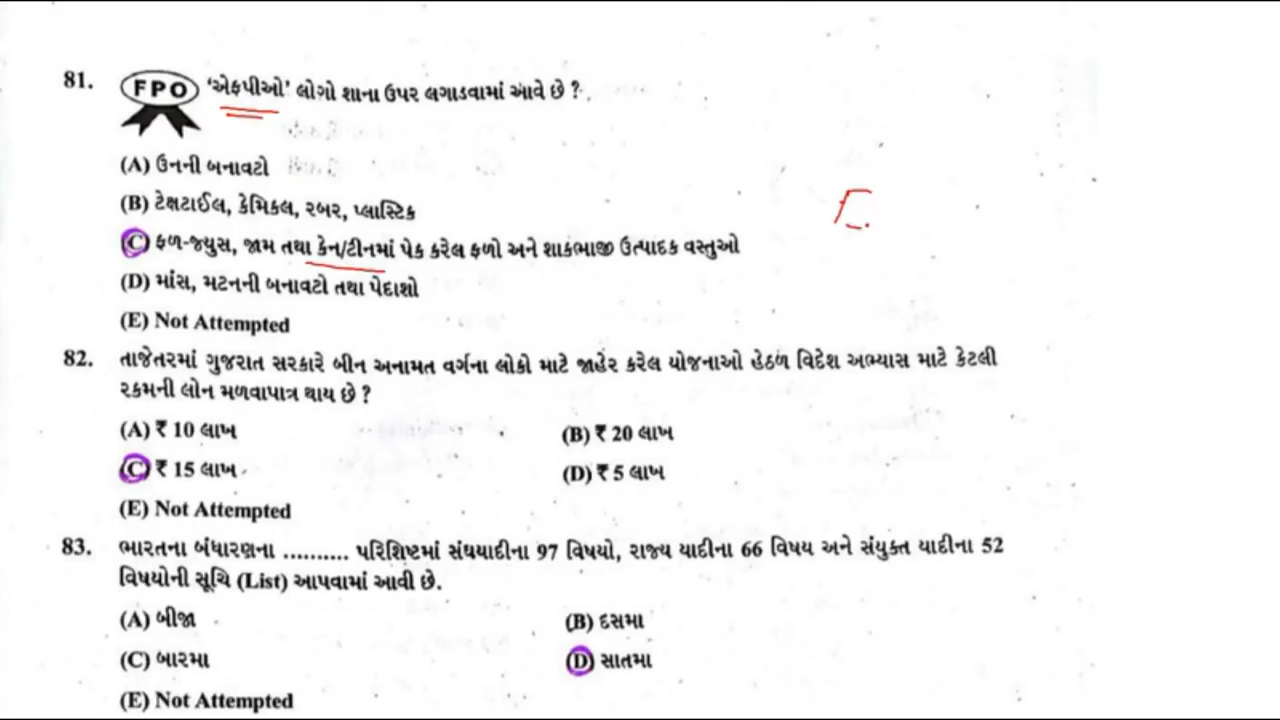 81. FPO 'એફપીઓ' લોગો શાના ઉપર લગાડવામાં આવે છે ?
(A) ઉનની બનાવટો
(B) ટેક્ષટાઈલ, કેમિકલ, રબર, પ્લાસ્ટિક
(C) ફળ-જ્યુસ, જામ તથા કેન/ટીનમાં પેક કરેલ ફળો અને શાકભાજી ઉત્પાદક વસ્તુઓ
(D) માંસ, મટનની બનાવટો તથા પેદાશો
(E) Not Attempted
82. તાજેતરમાં ગુજરાત સરકારે બીન અનામત વર્ગના લોકો માટે જાહેર કરેલ યોજનાઓ હેઠળ વિદેશ અભ્યાસ માટે કેટલી
રકમની લોન મળવાપાત્ર થાય છે ?
(A) ₹ 10 લાખ (B) ₹ 20 લાખ
(C) ₹ 15 લાખ (D) ₹ 5 લાખ
(E) Not Attempted
83. ભારતના બંધારણના .......... પરિશિષ્ટમાં સંઘયાદીના 97 વિષયો, રાજ્ય યાદીના 66 વિષય અને સંયુક્ત યાદીના 52
વિષયોની સૂચિ (List) આપવામાં આવી છે.
(A) બીજા (B) દસમા
(C) બારમા (D) સાતમા
(E) Not Attempted